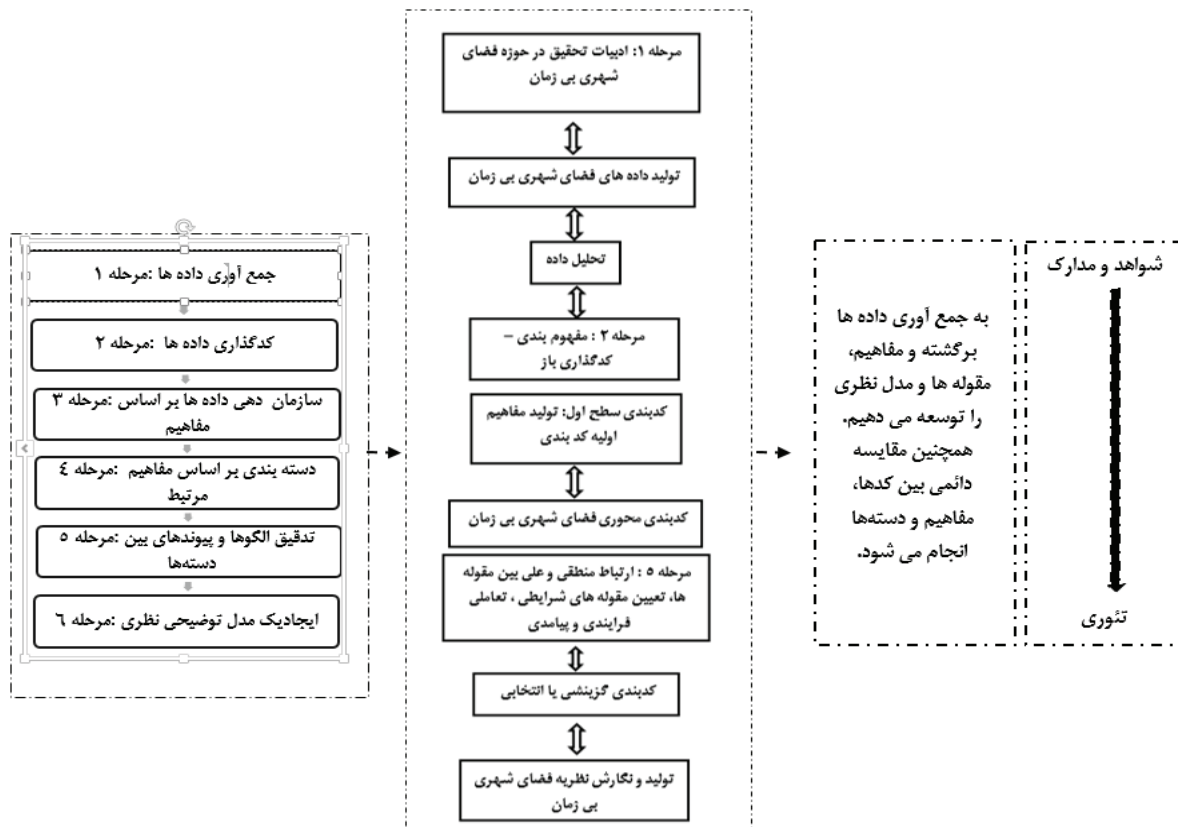 جمع آوری داده ها :مرحله ۱
کدگذاری داده ها :مرحله ۲
سازمان دهی داده ها بر اساس :مرحله ۳
مفاهیم
دسته بندی بر اساس مفاهیم :مرحله ٤
مرتبط
تدقیق الگوها و پیوندهای بین :مرحله ٥
دسته‌ها
ایجادیک مدل توضیحی نظری :مرحله ٦
مرحله ۱: ادبیات تحقیق در حوزه فضای
شهری بی زمان
تولید داده های فضای شهری بی زمان
تحلیل داده
مرحله ۲ : مفهوم بندی –
کدگذاری باز
کدبندی سطح اول: تولید مفاهیم
اولیه کد بندی
کدبندی محوری فضای شهری بی زمان
مرحله ٥ : ارتباط منطقی و علی بین مقوله
ها، تعیین مقوله های شرایطی ، تعاملی
فرایندی و پیامدی
کدبندی گزینشی یا انتخابی
تولید و نگارش نظریه فضای شهری
بی زمان
به جمع آوری داده ها
برگشته و مفاهیم،
مقوله ها و مدل نظری
را توسعه می دهیم.
همچنین مقایسه
دائمی بین کدها،
مفاهیم و دسته‌ها
انجام می شود.
شواهد و مدارک
تئوری